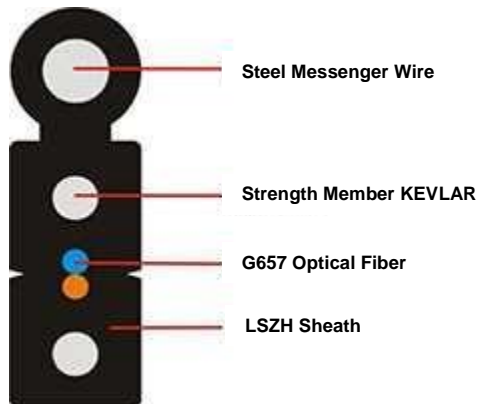 Steel Messenger Wire
Strength Member KEVLAR
G657 Optical Fiber
LSZH Sheath